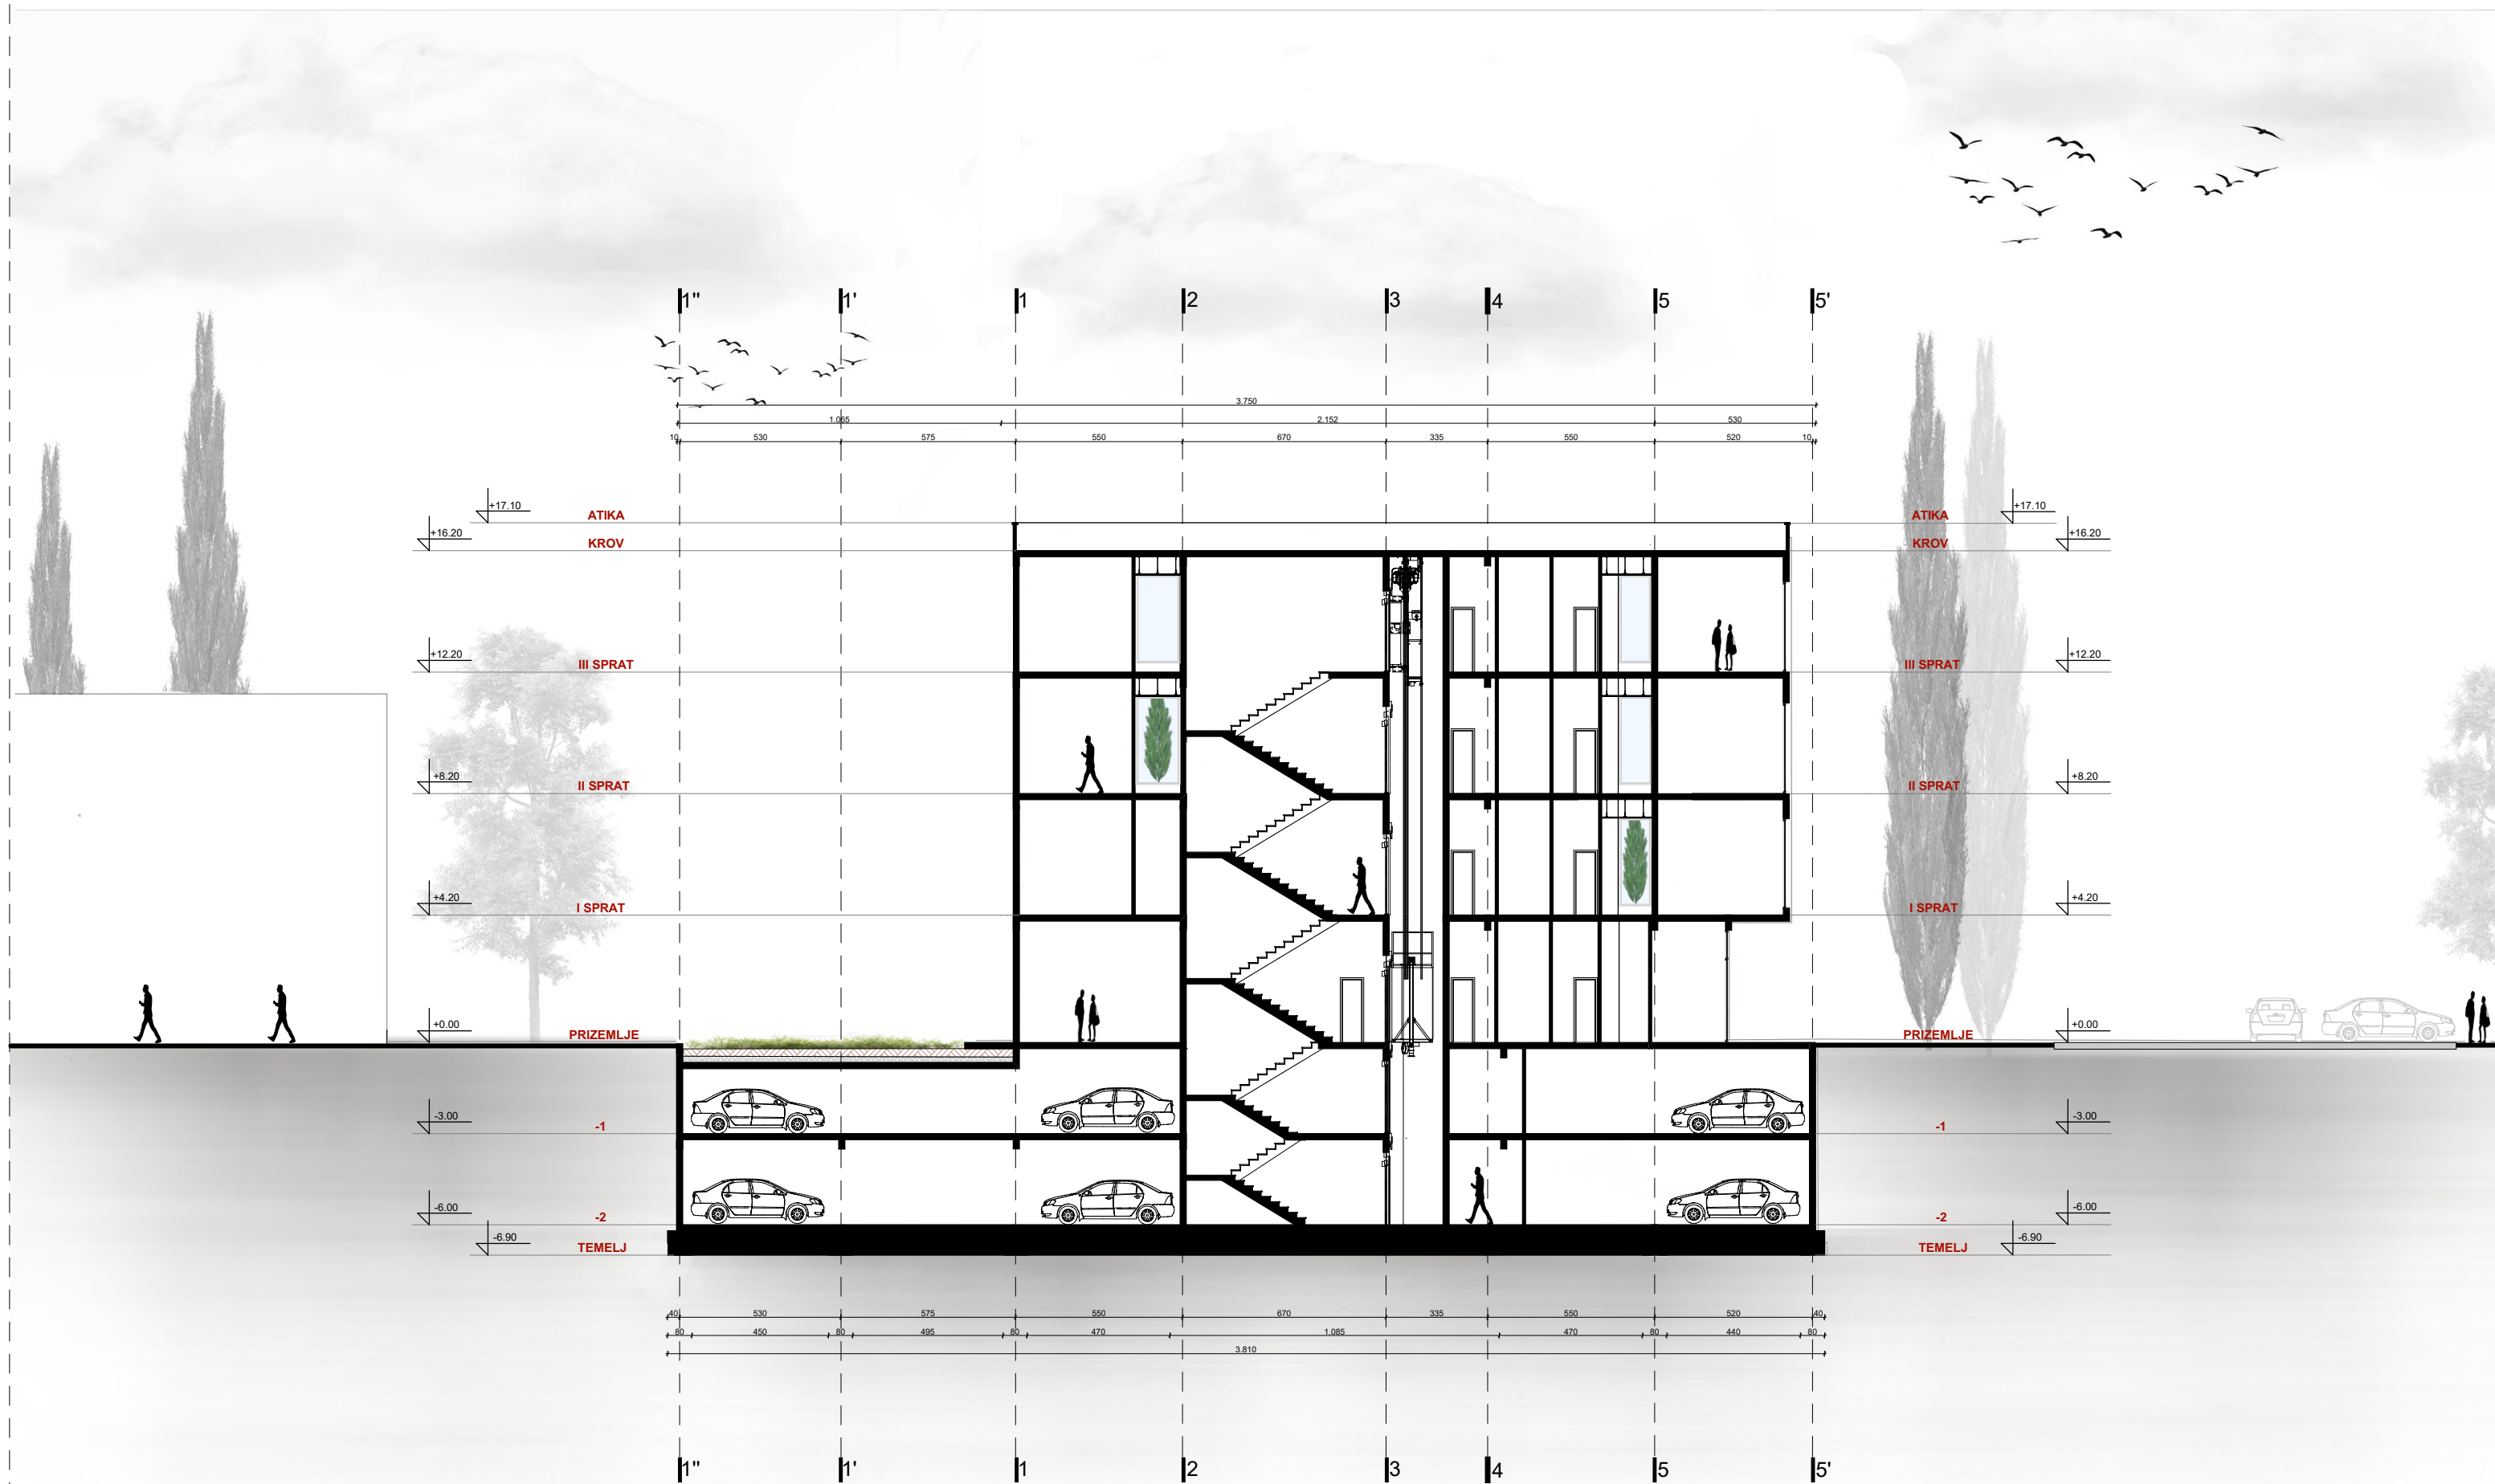 1" 1' 1 2 3 4 5 5'
3.750
1.065 2.152 530
10 530 575 550 670 335 550 520 10
+17.10 ATIKA ATIKA +17.10
+16.20 KROV KROV +16.20
+12.20 III SPRAT III SPRAT +12.20
+8.20 II SPRAT II SPRAT +8.20
+4.20 I SPRAT I SPRAT +4.20
+0.00 PRIZEMLJE PRIZEMLJE +0.00
-3.00 -1 -1 -3.00
-6.00 -2 -2 -6.00
-6.90 TEMELJ TEMELJ -6.90
40 530 575 550 670 335 550 520 40
80 450 80 495 80 470 1.085 470 80 440 80
3.810
1" 1' 1 2 3 4 5 5'